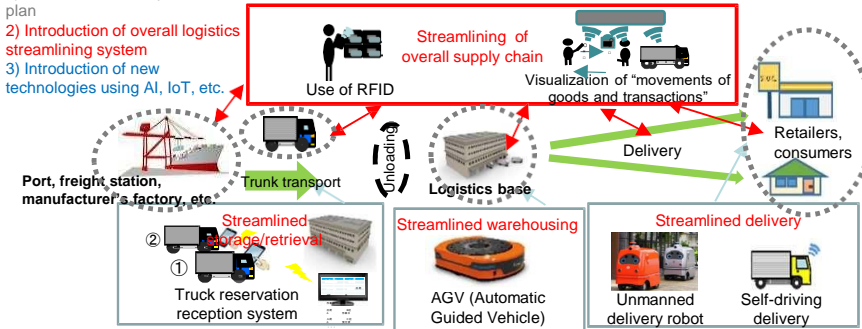 plan
2) Introduction of overall logistics
streamlining system
3) Introduction of new
technologies using AI, IoT, etc.
Streamlining of
overall supply chain
Use of RFID
Visualization of “movements of
goods and transactions”
Retailers,
consumers
Unloading
Delivery
Port, freight station,
manufacturer's factory, etc.
Trunk transport
Logistics base
Streamlined
storage/retrieval
②
①
Truck reservation
reception system
Streamlined warehousing
AGV (Automatic
Guided Vehicle)
Streamlined delivery
Unmanned
delivery robot
Self-driving
delivery